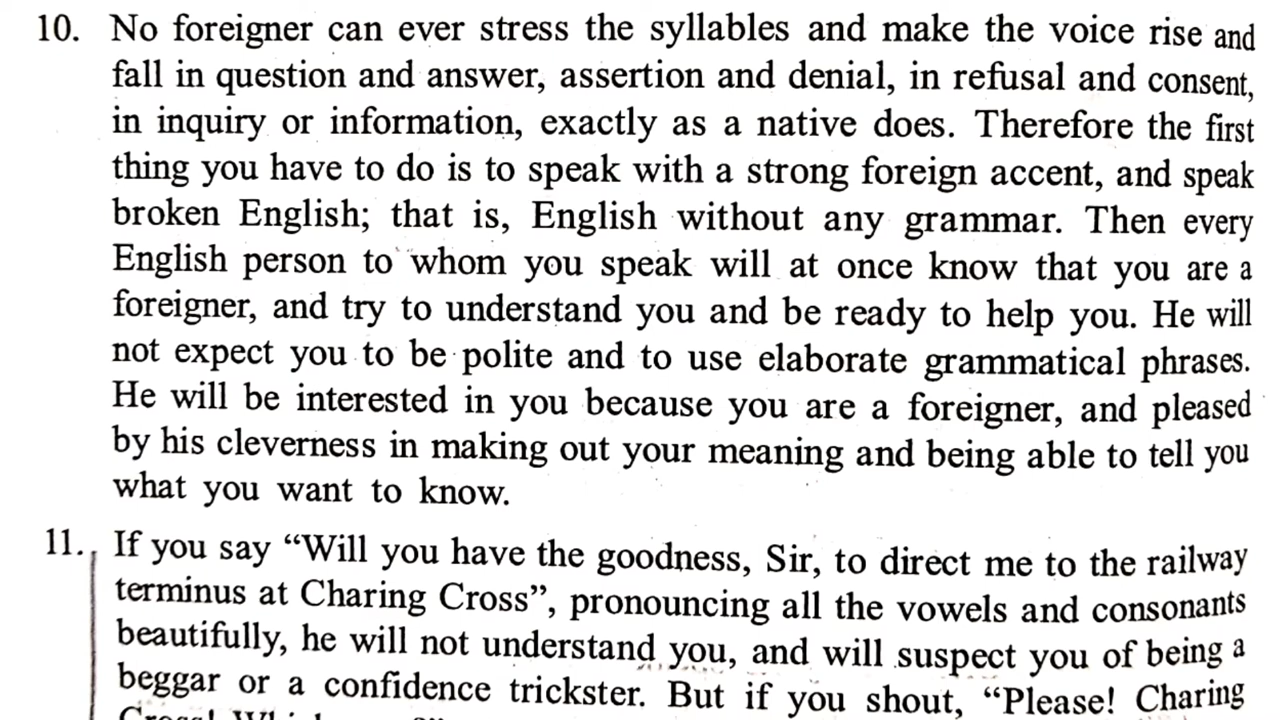 10. No foreigner can ever stress the syllables and make the voice rise and
fall in question and answer, assertion and denial, in refusal and consent,
in inquiry or information, exactly as a native does. Therefore the first
thing you have to do is to speak with a strong foreign accent, and speak
broken English; that is, English without any grammar. Then every
English person to whom you speak will at once know that you are a
foreigner, and try to understand you and be ready to help you. He will
not expect you to be polite and to use elaborate grammatical phrases.
He will be interested in you because you are a foreigner, and pleased
by his cleverness in making out your meaning and being able to tell you
what you want to know.
11. If you say “Will you have the goodness, Sir, to direct me to the railway
terminus at Charing Cross”, pronouncing all the vowels and consonants
beautifully, he will not understand you, and will suspect you of being a
beggar or a confidence trickster. But if you shout, “Please! Charing